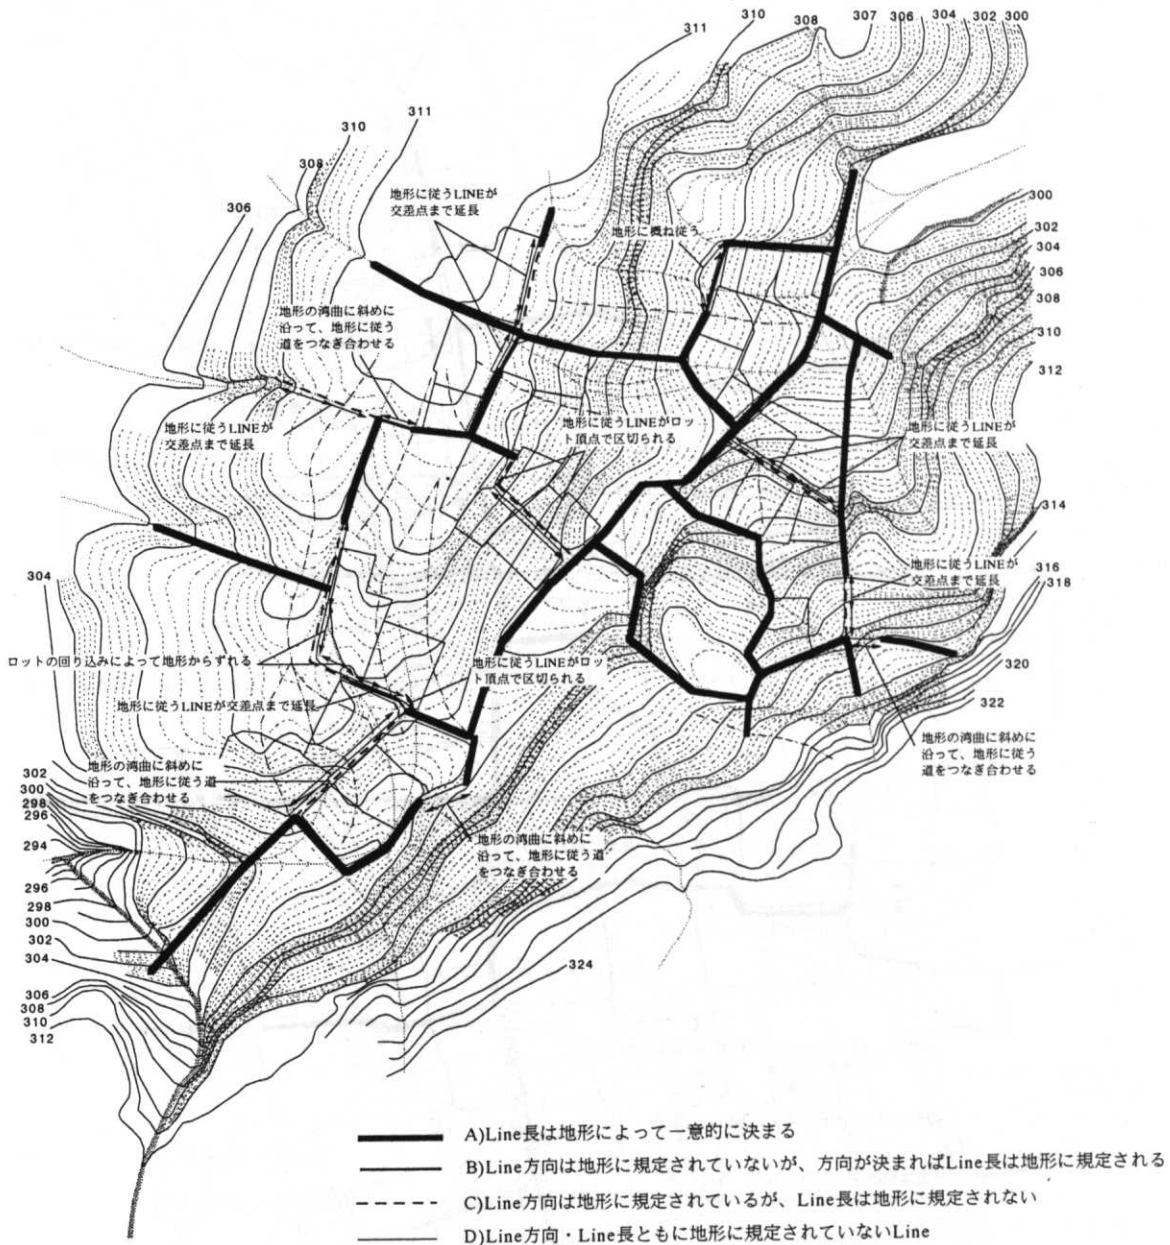 311
310
308
307
306
304
302
300
310
311
308
306
地形に従うLINEが
交差点まで延長
地形に概ね従う
300
302
304
306
308
310
312
地形の湾曲に斜めに
沿って、地形に従う
道をつなぎ合わせる
地形に従うLINEが
交差点まで延長
地形に従うLINEがロッ
ト頂点で区切られる
地形に従うLINEが
交差点まで延長
314
地形に従うLINEが
交差点まで延長
316
318
304
ロットの回り込みによって地形からずれる
地形に従うLINEがロッ
ト頂点で区切られる
320
322
地形に従うLINEが交差点まで延長
地形の湾曲に斜めに
沿って、地形に従う
道をつなぎ合わせる
地形の湾曲に斜めに
沿って、地形に従う
道をつなぎ合わせる
地形の湾曲に斜めに
沿って、地形に従う
道をつなぎ合わせる
302
300
298
296
294
296
298
300
302
304
306
308
310
312
324
A)Line長は地形によって一意的に決まる
B)Line方向は地形に規定されていないが、方向が決まればLine長は地形に規定される
C)Line方向は地形に規定されているが、Line長は地形に規定されない
D)Line方向・Line長ともに地形に規定されていないLine